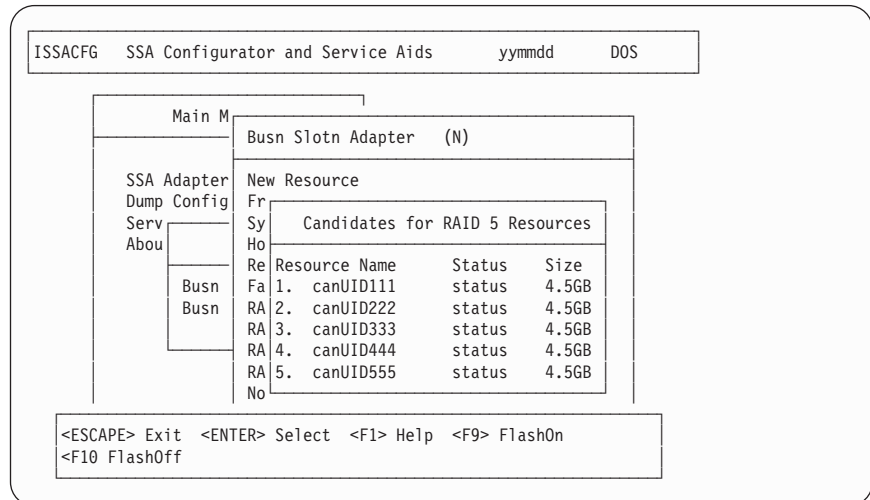 ISSACFG SSA Configurator and Service Aids yymmdd DOS
Main M
Busn Slotn Adapter (N)
SSA Adapter New Resource
Dump Config Fr
Serv Sy Candidates for RAID 5 Resources
Abou Ho
Re Resource Name Status Size
Busn Fa 1. canUID111 status 4.5GB
Busn RA 2. canUID222 status 4.5GB
RA 3. canUID333 status 4.5GB
RA 4. canUID444 status 4.5GB
RA 5. canUID555 status 4.5GB
No
<ESCAPE> Exit <ENTER> Select <F1> Help <F9> FlashOn
<F10 FlashOff